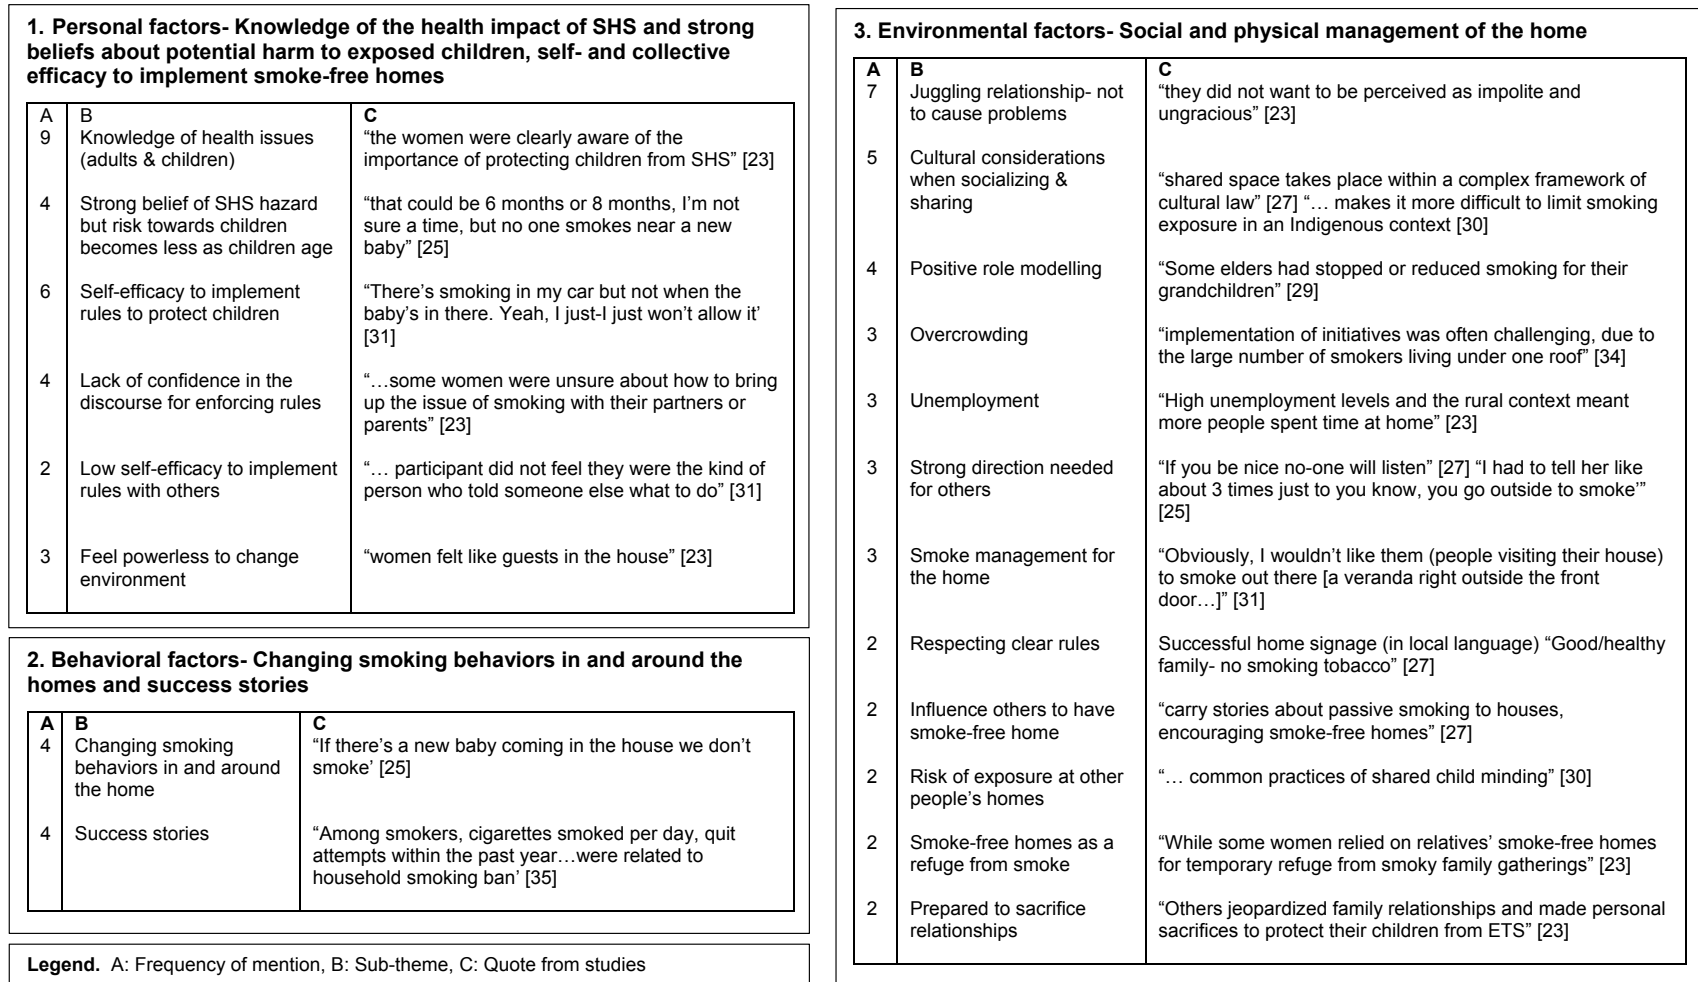 1. Personal factors- Knowledge of the health impact of SHS and strong
beliefs about potential harm to exposed children, self- and collective
efficacy to implement smoke-free homes
A B C
9 Knowledge of health issues “the women were clearly aware of the
(adults & children) importance of protecting children from SHS” [23]
4 Strong belief of SHS hazard “that could be 6 months or 8 months, I’m not
but risk towards children sure a time, but no one smokes near a new
becomes less as children age baby” [25]
6 Self-efficacy to implement “There’s smoking in my car but not when the
rules to protect children baby’s in there. Yeah, I just-I just won’t allow it’
[31]
4 Lack of confidence in the “…some women were unsure about how to bring
discourse for enforcing rules up the issue of smoking with their partners or
parents” [23]
2 Low self-efficacy to implement “… participant did not feel they were the kind of
rules with others person who told someone else what to do” [31]
3 Feel powerless to change “women felt like guests in the house” [23]
environment
2. Behavioral factors- Changing smoking behaviors in and around the
homes and success stories
A B C
4 Changing smoking “If there’s a new baby coming in the house we don’t
behaviors in and around smoke’ [25]
the home
4 Success stories “Among smokers, cigarettes smoked per day, quit
attempts within the past year…were related to
household smoking ban’ [35]
Legend. A: Frequency of mention, B: Sub-theme, C: Quote from studies
3. Environmental factors- Social and physical management of the home
A B C
7 Juggling relationship- not “they did not want to be perceived as impolite and
to cause problems ungracious” [23]
5 Cultural considerations
when socializing & “shared space takes place within a complex framework of
sharing cultural law” [27] “… makes it more difficult to limit smoking
exposure in an Indigenous context [30]
4 Positive role modelling “Some elders had stopped or reduced smoking for their
grandchildren” [29]
3 Overcrowding “implementation of initiatives was often challenging, due to
the large number of smokers living under one roof” [34]
3 Unemployment “High unemployment levels and the rural context meant
more people spent time at home” [23]
3 Strong direction needed “If you be nice no-one will listen” [27] “I had to tell her like
for others about 3 times just to you know, you go outside to smoke’”
[25]
3 Smoke management for “Obviously, I wouldn’t like them (people visiting their house)
the home to smoke out there [a veranda right outside the front
door…]” [31]
2 Respecting clear rules Successful home signage (in local language) “Good/healthy
family- no smoking tobacco” [27]
2 Influence others to have “carry stories about passive smoking to houses,
smoke-free home encouraging smoke-free homes” [27]
2 Risk of exposure at other “… common practices of shared child minding” [30]
people’s homes
2 Smoke-free homes as a “While some women relied on relatives’ smoke-free homes
refuge from smoke for temporary refuge from smoky family gatherings” [23]
2 Prepared to sacrifice “Others jeopardized family relationships and made personal
relationships sacrifices to protect their children from ETS” [23]